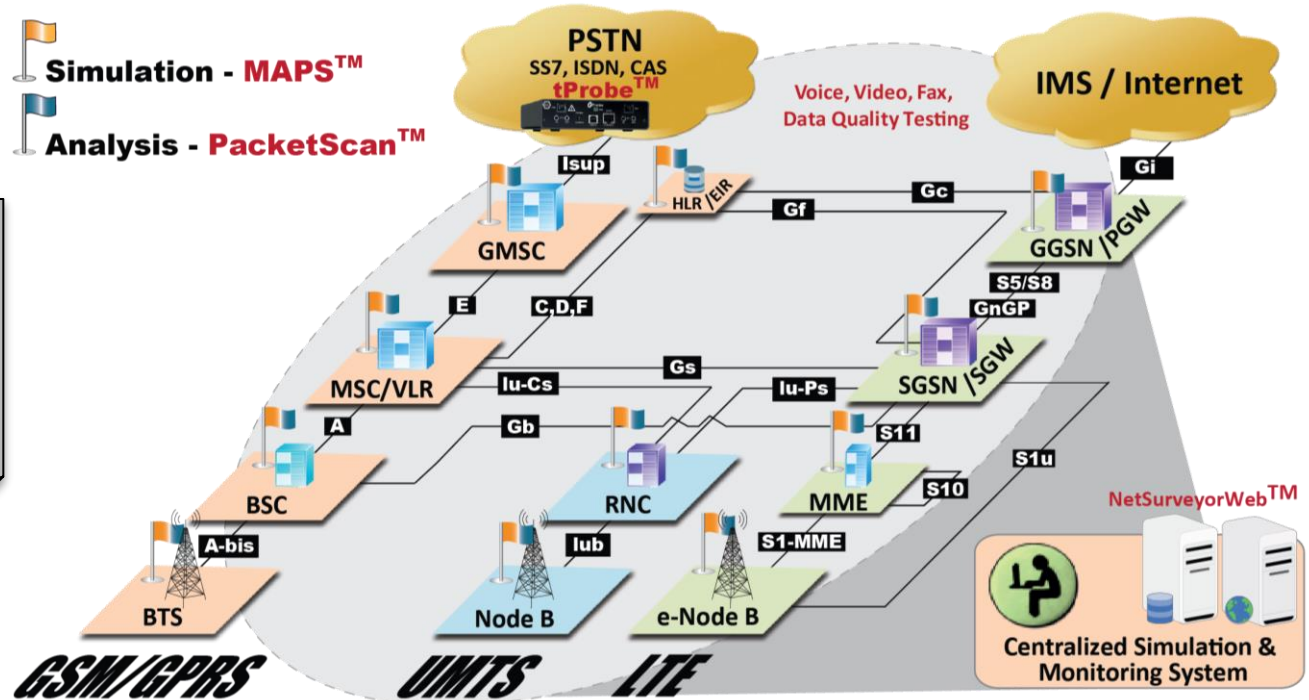 Simulation - MAPS™
Analysis - PacketScan™
PSTN
SS7, ISDN, CAS
tProbe™
IMS / Internet
Voice, Video, Fax,
Data Quality Testing
Isup
Gi
HLR /EIR
Gc
Gf
GMSC
GGSN /PGW
S5/S8
E
C,D,F
GnGP
MSC/VLR
Gs
SGSN /SGW
Iu-Cs
Iu-Ps
A
Gb
S11
S1u
BSC
RNC
MME
S10
NetSurveyorWeb™
A-bis
Iub
S1-MME
BTS
Node B
e-Node B
Centralized Simulation &
Monitoring System
GSM/GPRS
UMTS
LTE